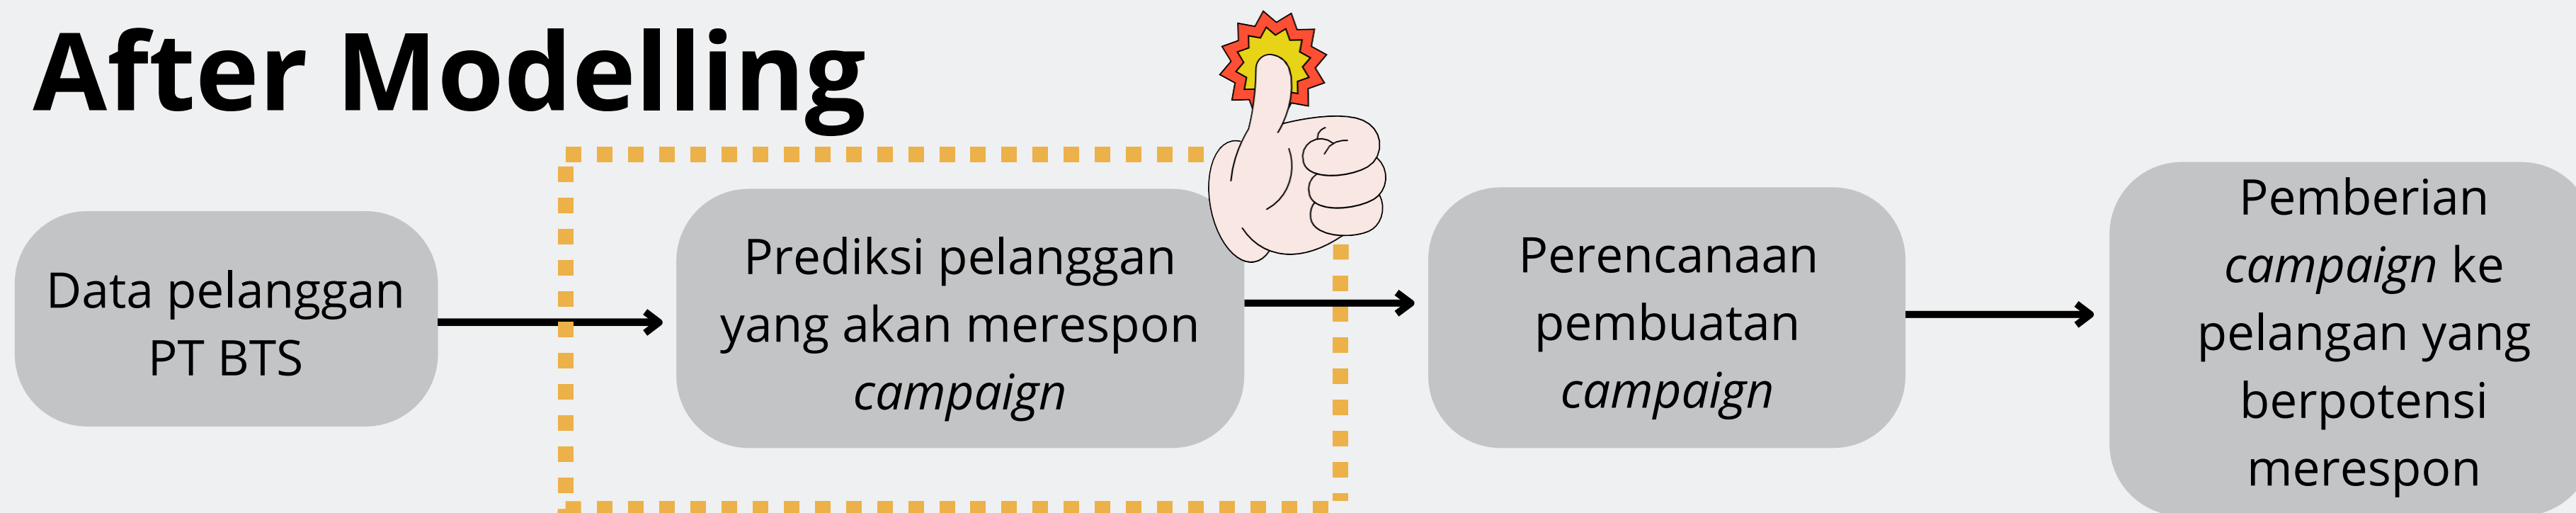 After Modelling
Data pelanggan
PT BTS
Prediksi pelanggan
yang akan merespon
campaign
Perencanaan
pembuatan
campaign
Pemberian
campaign ke
pelangan yang
berpotensi
merespon